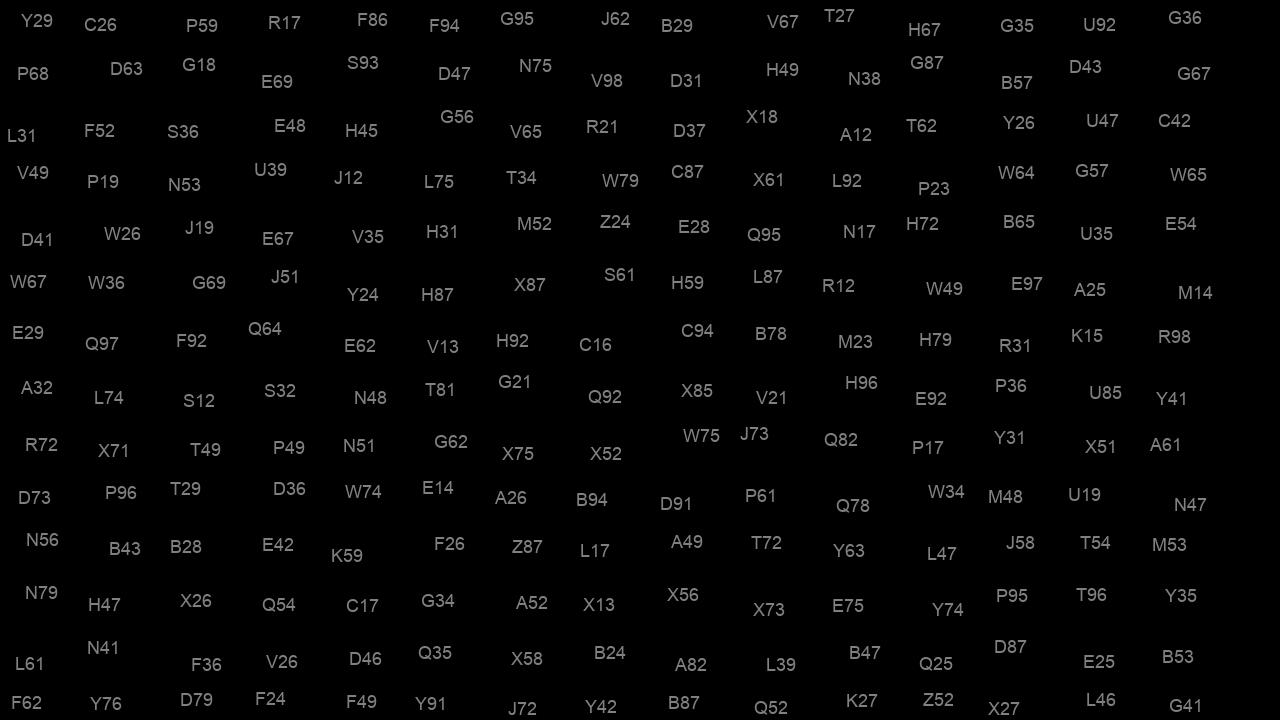 Y29 C26 P59 R17 F86 F94 G95 J62 B29 V67 T27 H67 G35 U92 G36
P68 D63 G18 E69 S93 D47 N75 V98 D31 H49 N38 G87 B57 D43 G67
L31 F52 S36 E48 H45 G56 V65 R21 D37 X18 A12 T62 Y26 U47 C42
V49 P19 N53 U39 J12 L75 T34 W79 C87 X61 L92 P23 W64 G57 W65
D41 W26 J19 E67 V35 H31 M52 Z24 E28 Q95 N17 H72 B65 U35 E54
W67 W36 G69 J51 Y24 H87 X87 S61 H59 L87 R12 W49 E97 A25 M14
E29 Q97 F92 Q64 E62 V13 H92 C16 C94 B78 M23 H79 R31 K15 R98
A32 L74 S12 S32 N48 T81 G21 Q92 X85 V21 H96 E92 P36 U85 Y41
R72 X71 T49 P49 N51 G62 X75 X52 W75 J73 Q82 P17 Y31 X51 A61
D73 P96 T29 D36 W74 E14 A26 B94 D91 P61 Q78 W34 M48 U19 N47
N56 B43 B28 E42 K59 F26 Z87 L17 A49 T72 Y63 L47 J58 T54 M53
N79 H47 X26 Q54 C17 G34 A52 X13 X56 X73 E75 Y74 P95 T96 Y35
L61 N41 F36 V26 D46 Q35 X58 B24 A82 L39 B47 Q25 D87 E25 B53
F62 Y76 D79 F24 F49 Y91 J72 Y42 B87 Q52 K27 Z52 X27 L46 G41